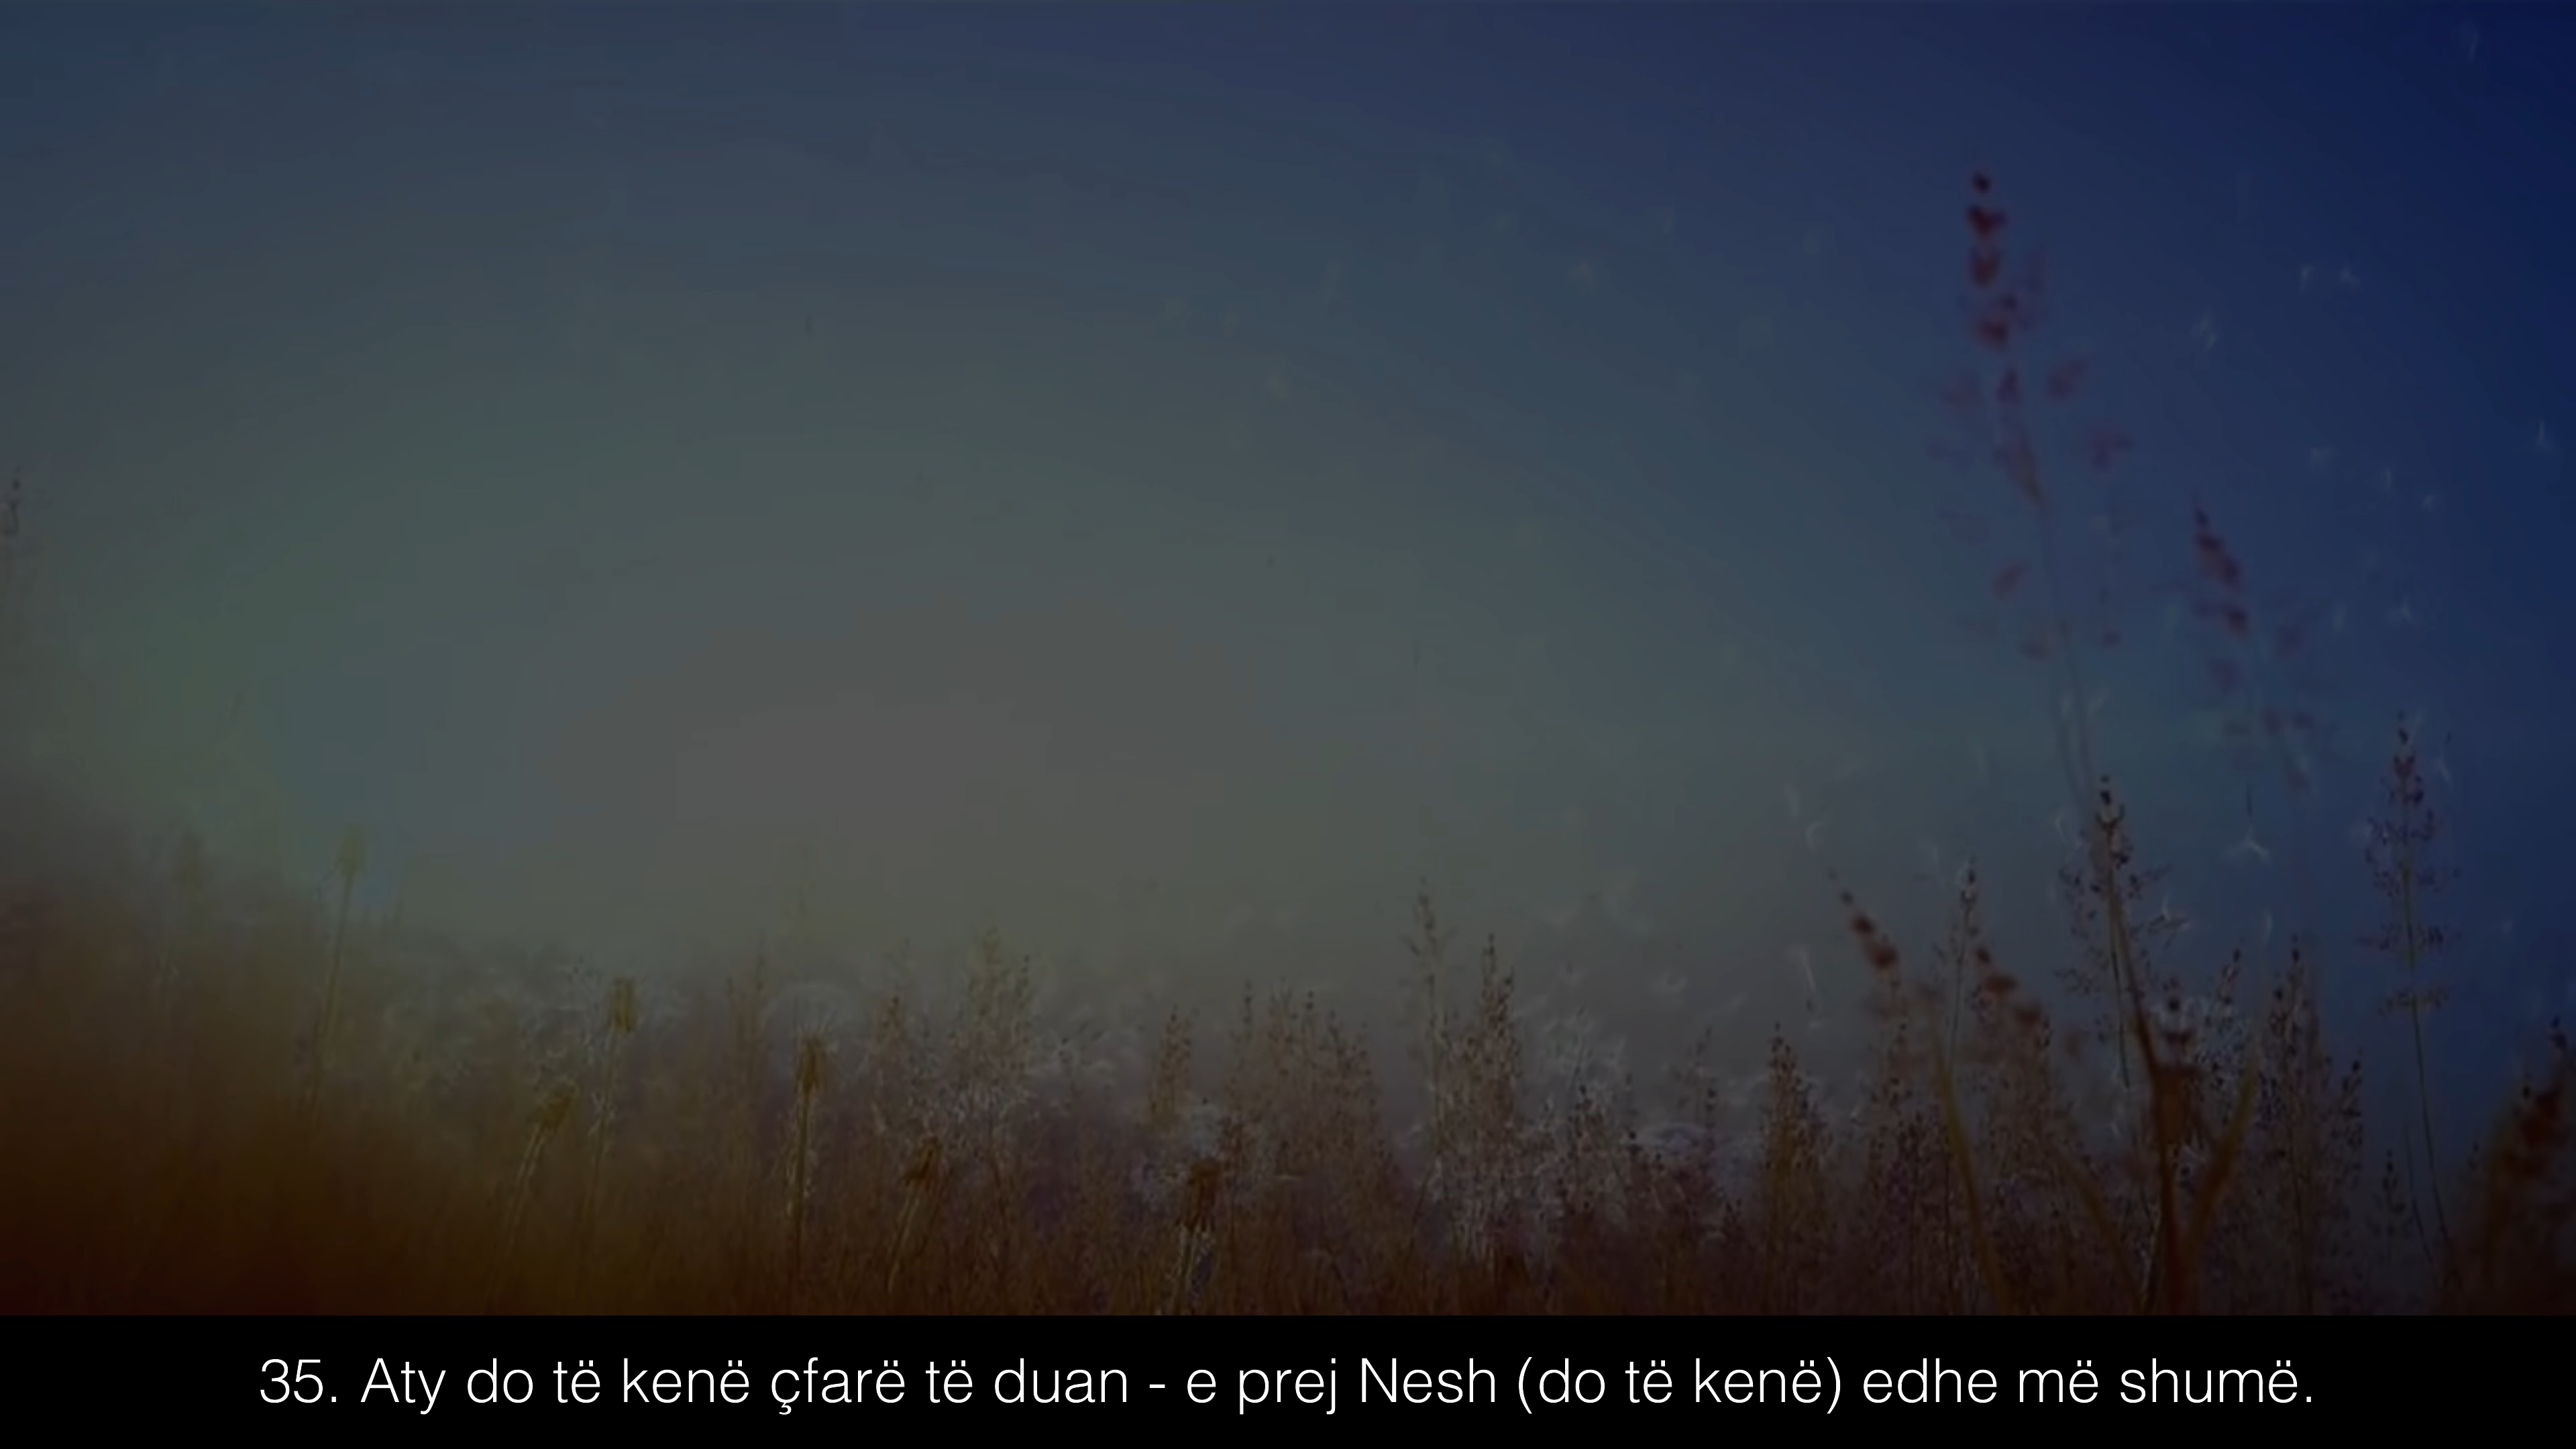 35. Aty do të kenë çfarë të duan - e prej Nesh (do të kenë) edhe më shumë.